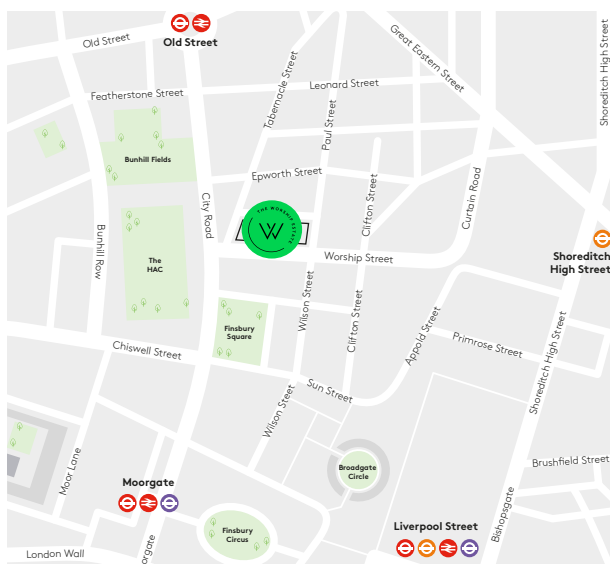 Old Street
Old Street
Great Eastern Street
Shoreditch High Street
Tabernacle Street
Leonard Street
Featherstone Street
Paul Street
Bunhill Fields
Epworth Street
Clifton Street
Curtain Road
City Road
THE WORSHIP ESTATE
W
Bunhill Row
The
HAC
Worship Street
Shoreditch
High Street
Wilson Street
Clifton Street
Finsbury
Square
Appold Street
Primrose Street
Shoreditch High Street
Chiswell Street
Sun Street
Wilson Steet
Moor Lane
Broadgate
Circle
Brushfield Street
Moorgate
Bishopsgate
Finsbury
Circus
Liverpool Street
London Wall
orgate